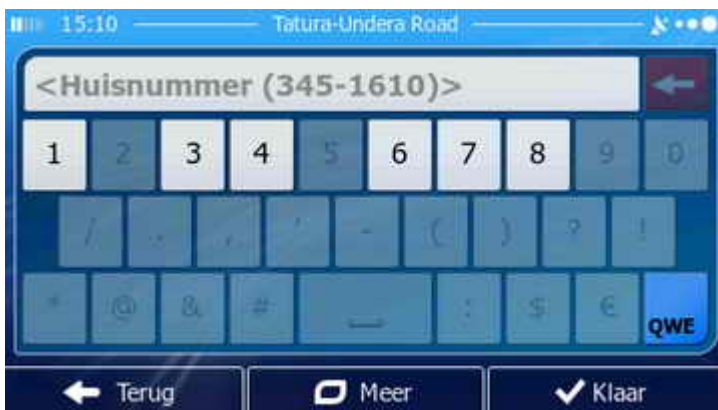 15:10 Tatura-Undera Road
<Huisnummer (345-1610)>
1 2 3 4 5 6 7 8 9 0
/ . , ' - ( ) ? !
* @ & # : $ € QWE
Terug Meer Klaar